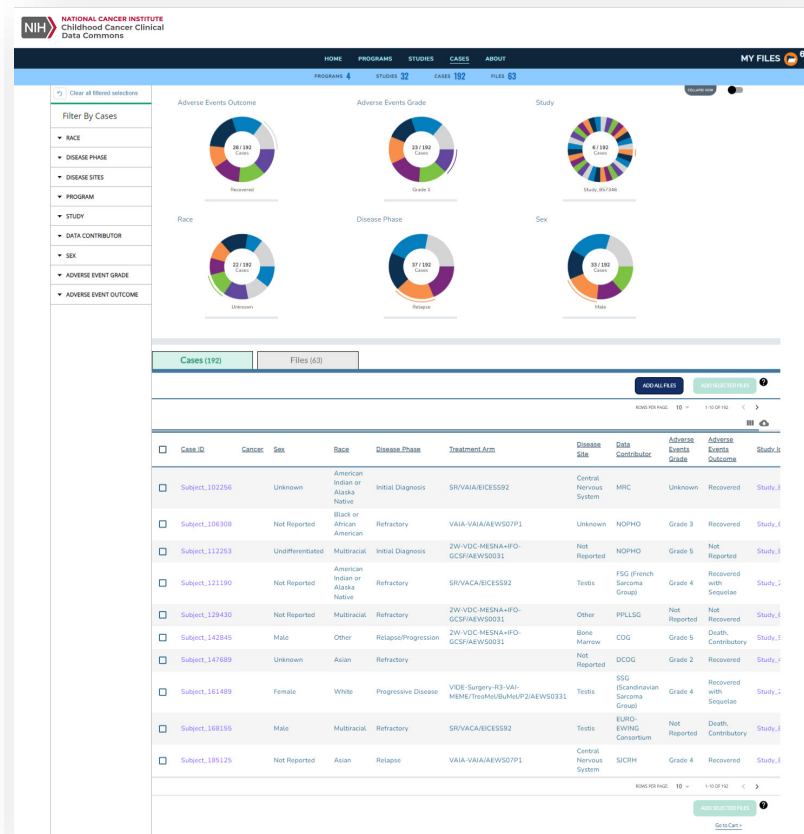 NIH
NATIONAL CANCER INSTITUTE
Childhood Cancer Clinical
Data Commons
HOME PROGRAMS STUDIES CASES ABOUT
MY FILES 6
PROGRAMS 4 STUDIES 32 CASES 192 FILES 63
Clear all filtered selections
COLLAPSE VIEW
Filter By Cases
RACE
DISEASE PHASE
DISEASE SITES
PROGRAM
STUDY
DATA CONTRIBUTOR
SEX
ADVERSE EVENT GRADE
ADVERSE EVENT OUTCOME
Adverse Events Outcome
28 / 192
Cases
Recovered
Adverse Events Grade
23 / 192
Cases
Study
6 / 192
Cases
Study_857346
Race
22 / 192
Cases
Unknown
Disease Phase
37 / 192
Cases
Relapse
Sex
33 / 192
Cases
Male
Cases (192) Files (63)
ADD ALL FILES ADD SELECTED FILES ?
ROWS PER PAGE: 10 1-10 OF 192 < >
Case ID Cancer Sex Race Disease Phase Treatment Arm Disease Site Data Contributor Adverse Events Grade Adverse Events Outcome Study Ic
Subject_102256 Unknown American Indian or Alaska Native Initial Diagnosis SR/VAIA/EICESS92 Central Nervous System MRC Unknown Recovered
Subject_106308 Not Reported Black or African American Refractory VAIA-VAIA/AEWS07P1 Unknown NOPHO Grade 3 Recovered
Subject_112253 Undifferentiated Multiracial Initial Diagnosis 2W-VDC-MESNA+IFO-GCSF/AEWS0031 Not Reported NOPHO Grade 5 Not Reported
Subject_121190 Not Reported American Indian or Alaska Native Refractory SR/VACA/EICESS92 Testis FSG (French Sarcoma Group) Grade 4 Recovered with Sequelae
Subject_129430 Not Reported Multiracial Refractory 2W-VDC-MESNA+IFO-GCSF/AEWS0031 Other PPLLSG Not Reported Not Recovered
Subject_142845 Male Other Relapse/Progression 2W-VDC-MESNA+IFO-GCSF/AEWS0031 Bone Marrow COG Grade 5 Death, Contributory
Subject_147689 Unknown Asian Refractory Not Reported DCOG Grade 2 Recovered
Subject_161489 Female White Progressive Disease VIDE-Surgery-R3-VAI-MEME/TreoMel/BuMel/P2/AEWS0331 Testis SSG (Scandinavian Sarcoma Group) Grade 4 Recovered with Sequelae
Subject_168155 Male Multiracial Refractory SR/VACA/EICESS92 Testis EURO-EWING Consortium Not Reported Death, Contributory
Subject_185125 Not Reported Asian Relapse VAIA-VAIA/AEWS07P1 Central Nervous System SJCRH Grade 4 Recovered
ROWS PER PAGE: 10 1-10 OF 192 < >
ADD SELECTED FILES ?
Go to Cart >